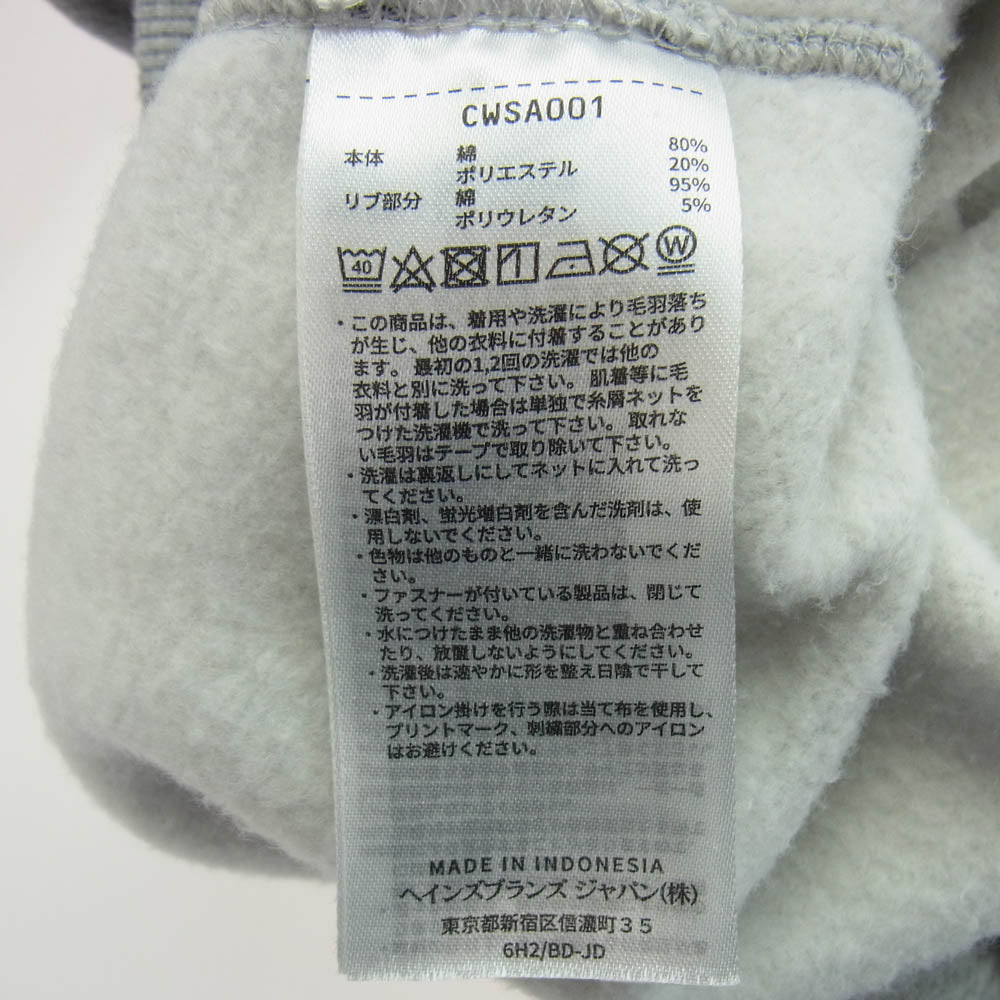 CWSA001
本体 綿 80%
ポリエステル 20%
リブ部分 綿 95%
ポリウレタン 5%
40 W
・この商品は、着用や洗濯により毛羽落ち
が生じ、他の衣料に付着することがあり
ます。最初の1,2回の洗濯では他の
衣料と別に洗って下さい。肌着等に毛
羽が付着した場合は単独で糸屑ネットを
つけた洗濯機で洗って下さい。取れな
い毛羽はテープで取り除いて下さい。
・洗濯は裏返しにしてネットに入れて洗っ
てください。
・漂白剤、蛍光増白剤を含んだ洗剤は、使
用しないでください。
・色物は他のものと一緒に洗わないでくだ
さい。
・ファスナーが付いている製品は、閉じて
洗ってください。
・水につけたまま他の洗濯物と重ね合わせ
たり、放置しないようにしてください。
・洗濯後は速やかに形を整え日陰で干して
下さい。
・アイロン掛けを行う際は当て布を使用し、
プリントマーク、刺繍部分へのアイロン
はお避けください。
MADE IN INDONESIA
ヘインズブランズ ジャパン(株)
東京都新宿区信濃町35
6H2/BD-JD